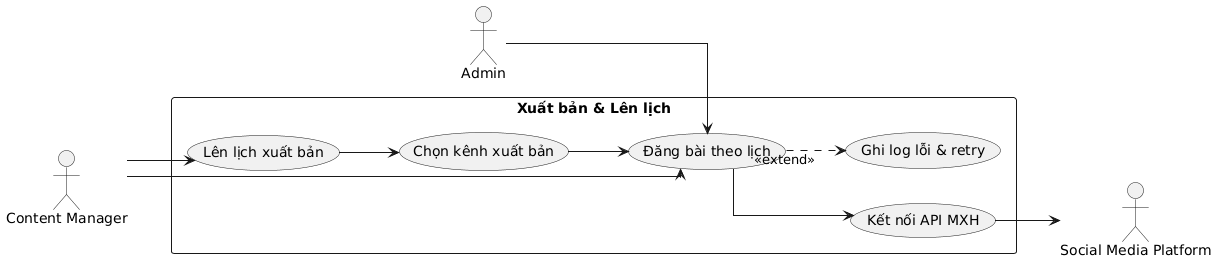 Admin
Xuất bản & Lên lịch
Lên lịch xuất bản
Chọn kênh xuất bản
Đăng bài theo lịch
«extend»
Ghi log lỗi & retry
Content Manager
Kết nối API MXH
Social Media Platform